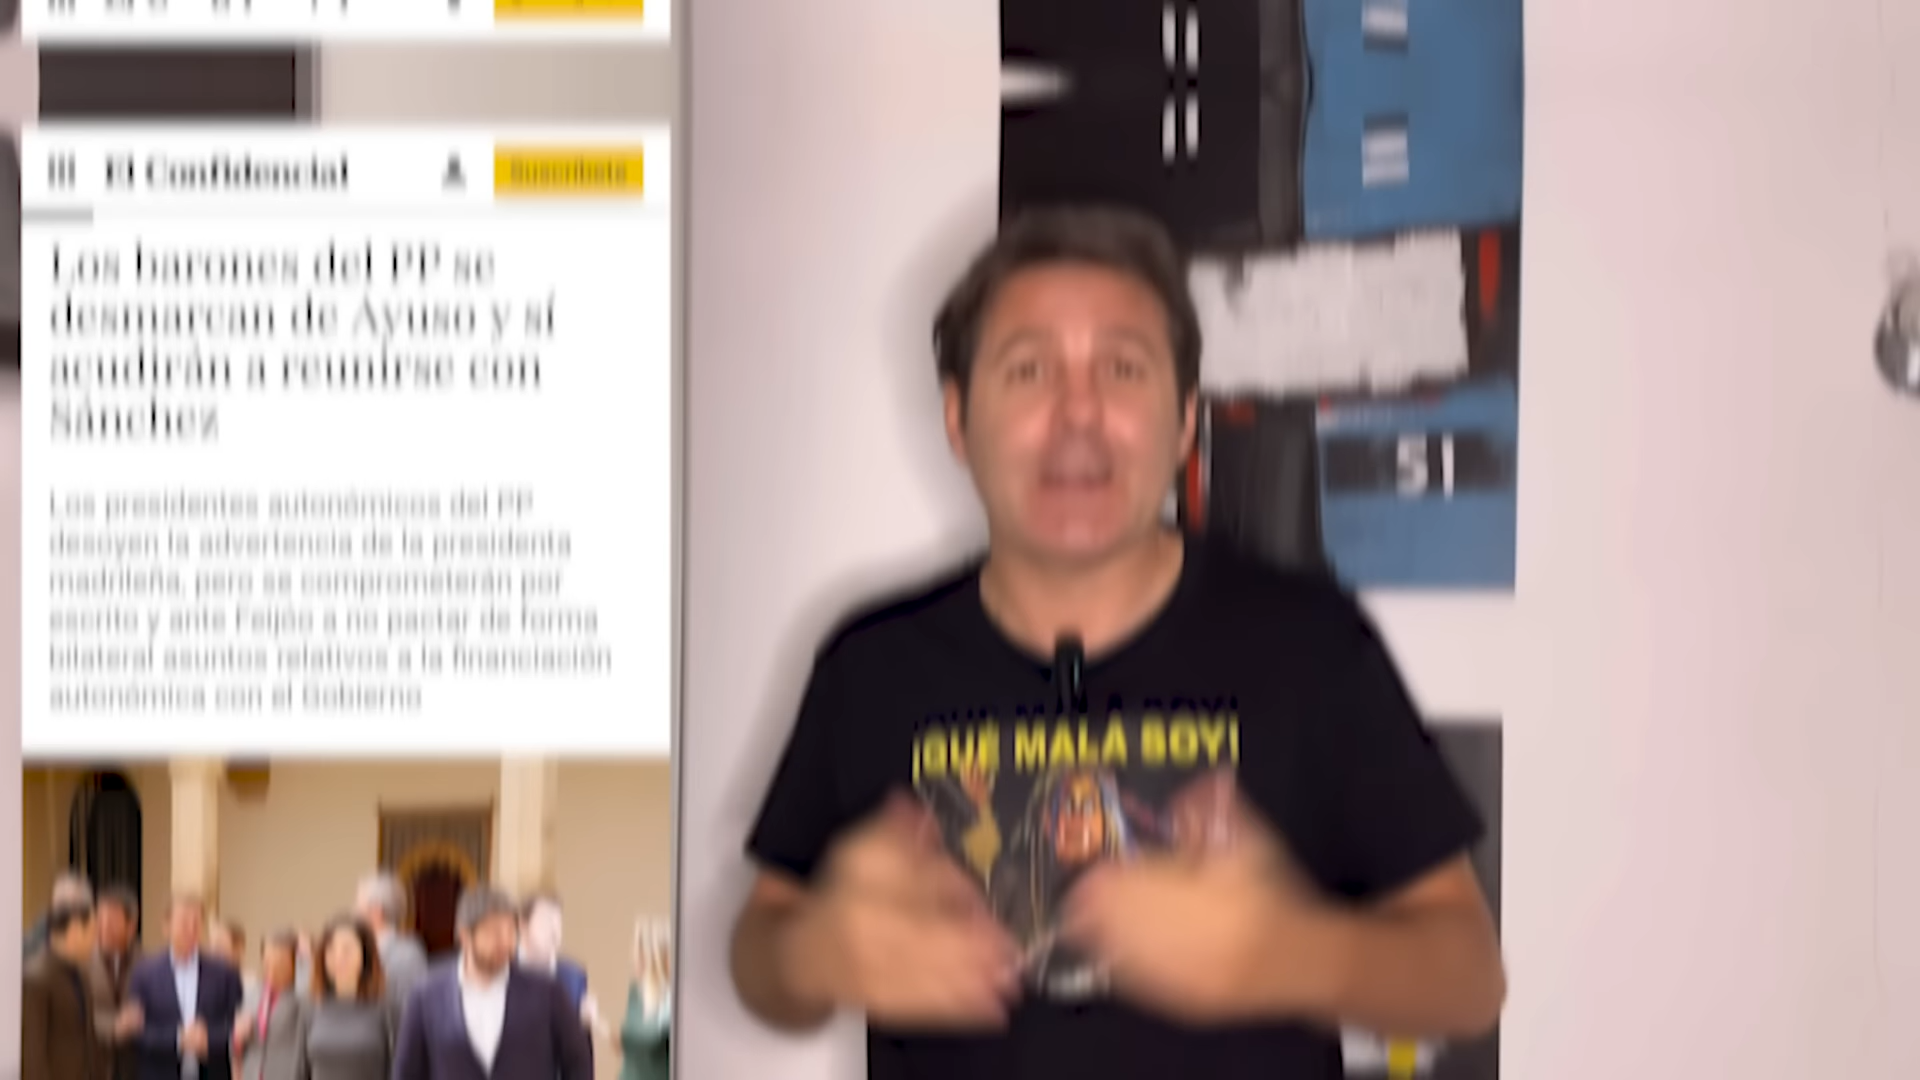 El Confidencial
Suscríbete
Los barones del PP se
desmarcan de Ayuso y sí
acudirán a reunirse con
Sánchez
Los presidentes autonómicos del PP
desoyen la advertencia de la presidenta
madrileña, pero se comprometerán por
escrito y ante Feijóo a no pactar de forma
bilateral asuntos relativos a la financiación
autonómica con el Gobierno
51
¡QUÉ MALA SOY!